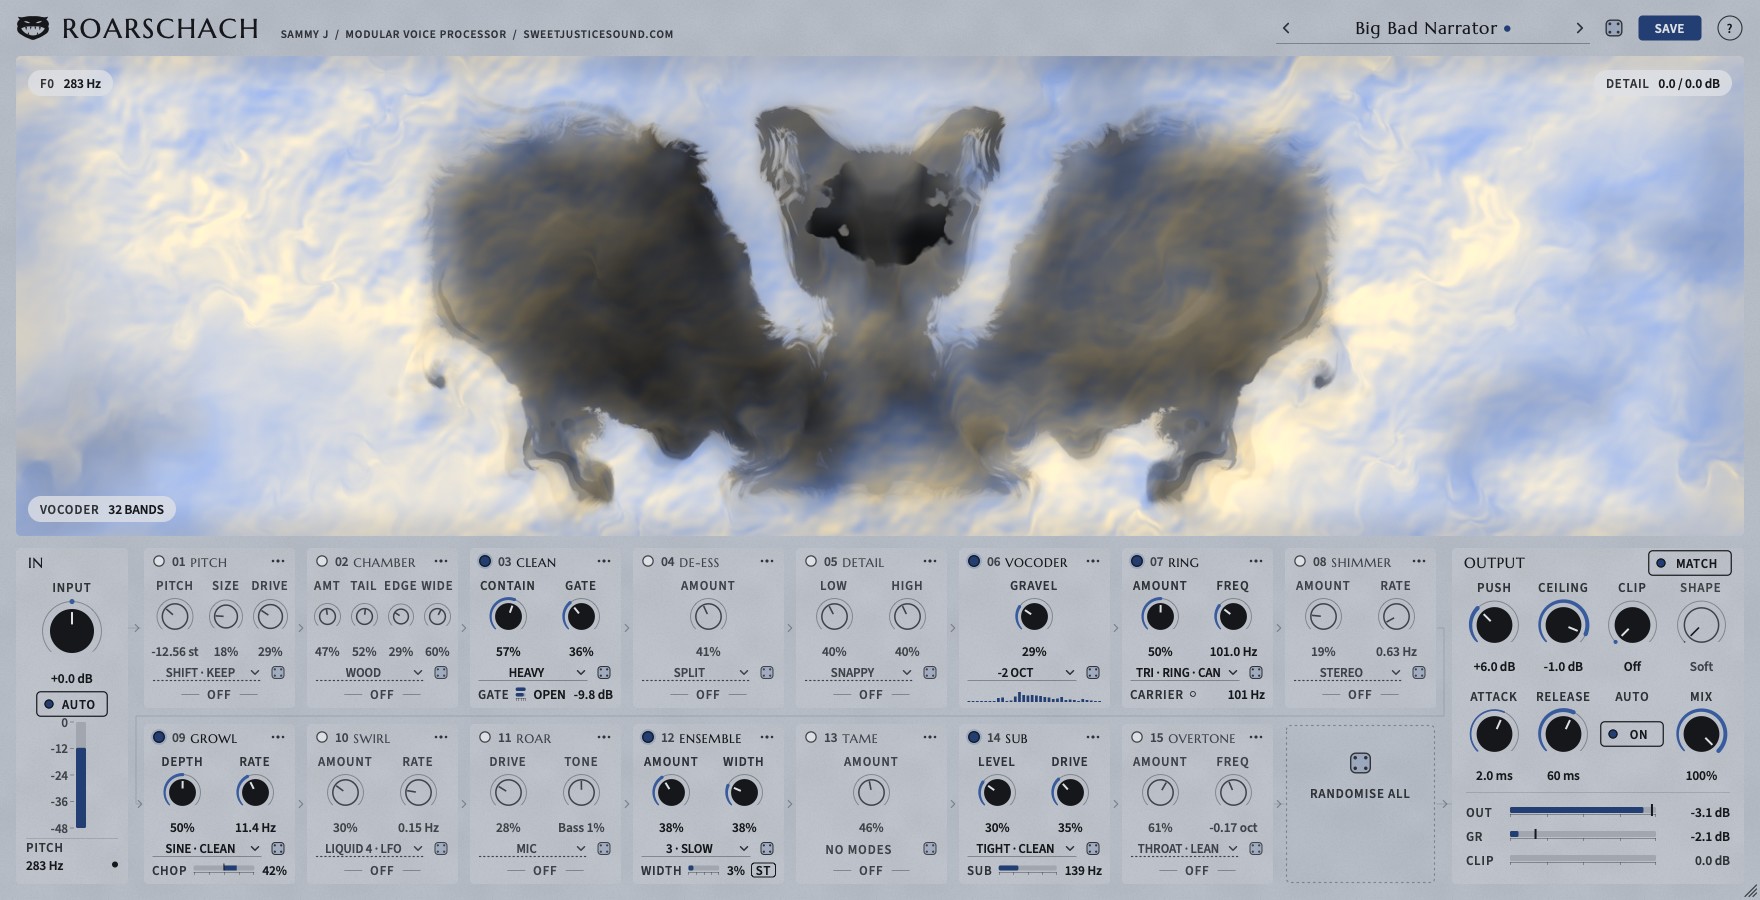 ROARSCHACH
SAMMY J / MODULAR VOICE PROCESSOR / SWEETJUSTICESOUND.COM
Big Bad Narrator
SAVE
?
F0 283 Hz
DETAIL 0.0 / 0.0 dB
VOCODER 32 BANDS
IN
INPUT
+0.0 dB
AUTO
0
-12
-24
-36
-48
PITCH
283 Hz
01 PITCH
PITCH SIZE DRIVE
-12.56 st 18% 29%
SHIFT · KEEP
OFF
02 CHAMBER
AMT TAIL EDGE WIDE
47% 52% 29% 60%
WOOD
OFF
03 CLEAN
CONTAIN GATE
57% 36%
HEAVY
GATE OPEN -9.8 dB
04 DE-ESS
AMOUNT
41%
SPLIT
OFF
05 DETAIL
LOW HIGH
40% 40%
SNAPPY
OFF
06 VOCODER
GRAVEL
29%
-2 OCT
07 RING
AMOUNT FREQ
50% 101.0 Hz
TRI · RING · CAN
CARRIER 101 Hz
08 SHIMMER
AMOUNT RATE
19% 0.63 Hz
STEREO
OFF
09 GROWL
DEPTH RATE
50% 11.4 Hz
SINE · CLEAN
CHOP 42%
10 SWIRL
AMOUNT RATE
30% 0.15 Hz
LIQUID 4 · LFO
OFF
11 ROAR
DRIVE TONE
28% Bass 1%
MIC
OFF
12 ENSEMBLE
AMOUNT WIDTH
38% 38%
3 · SLOW
WIDTH 3% ST
13 TAME
AMOUNT
46%
NO MODES
OFF
14 SUB
LEVEL DRIVE
30% 35%
TIGHT · CLEAN
SUB 139 Hz
15 OVERTONE
AMOUNT FREQ
61% -0.17 oct
THROAT · LEAN
OFF
RANDOMISE ALL
OUTPUT MATCH
PUSH CEILING CLIP SHAPE
+6.0 dB -1.0 dB Off Soft
ATTACK RELEASE AUTO MIX
ON
2.0 ms 60 ms 100%
OUT -3.1 dB
GR -2.1 dB
CLIP 0.0 dB